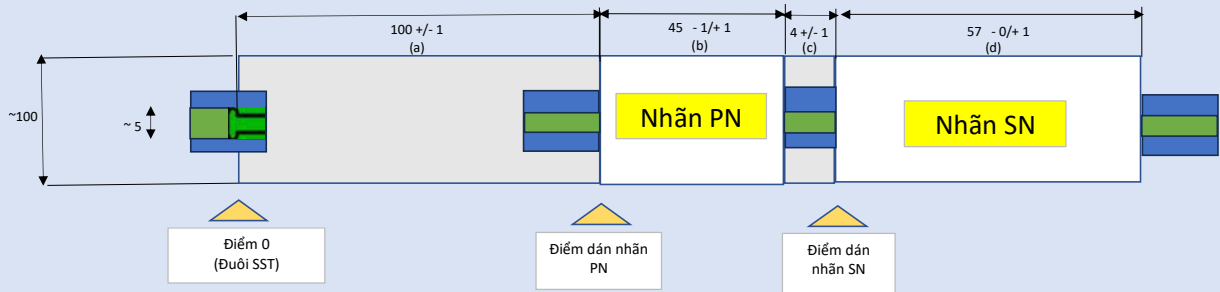 100 +/- 1
(a)
45 - 1/+ 1
(b)
4 +/- 1
(c)
57 - 0/+ 1
(d)
~100
~ 5
Nhãn PN
Nhãn SN
Điểm 0
(Đuôi SST)
Điểm dán nhãn
PN
Điểm dán
nhãn SN